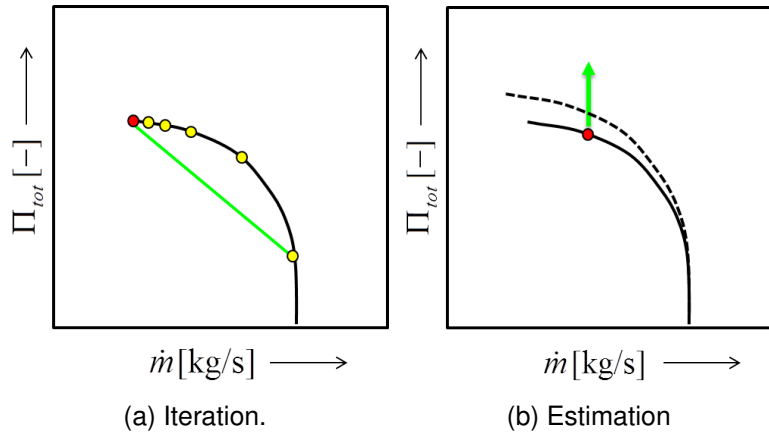 Π_tot [−]
ṁ[kg/s]
(a) Iteration.
Π_tot [−]
ṁ[kg/s]
(b) Estimation